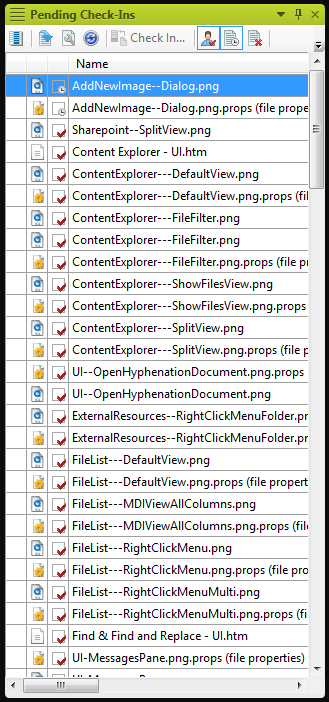 Pending Check-Ins
Check In...
Name
AddNewImage--Dialog.png
AddNewImage--Dialog.png.props (file prope
Sharepoint--SplitView.png
Content Explorer - UI.htm
ContentExplorer---DefaultView.png
ContentExplorer---DefaultView.png.props (fi
ContentExplorer---FileFilter.png
ContentExplorer---FileFilter.png
ContentExplorer---FileFilter.png.props (file p
ContentExplorer---ShowFilesView.png
ContentExplorer---ShowFilesView.png.props
ContentExplorer---SplitView.png
ContentExplorer---SplitView.png.props (file p
UI--OpenHyphenationDocument.png.props
UI--OpenHyphenationDocument.png
ExternalResources--RightClickMenuFolder.pr
ExternalResources--RightClickMenuFolder.pr
FileList---DefaultView.png
FileList---DefaultView.png.props (file propert
FileList---MDIViewAllColumns.png
FileList---MDIViewAllColumns.png.props (fil
FileList---RightClickMenu.png
FileList---RightClickMenu.png.props (file pro
FileList---RightClickMenuMulti.png
FileList---RightClickMenuMulti.png.props (fil
Find & Find and Replace - UI.htm
UI-MessagesPane.png.props (file properties)